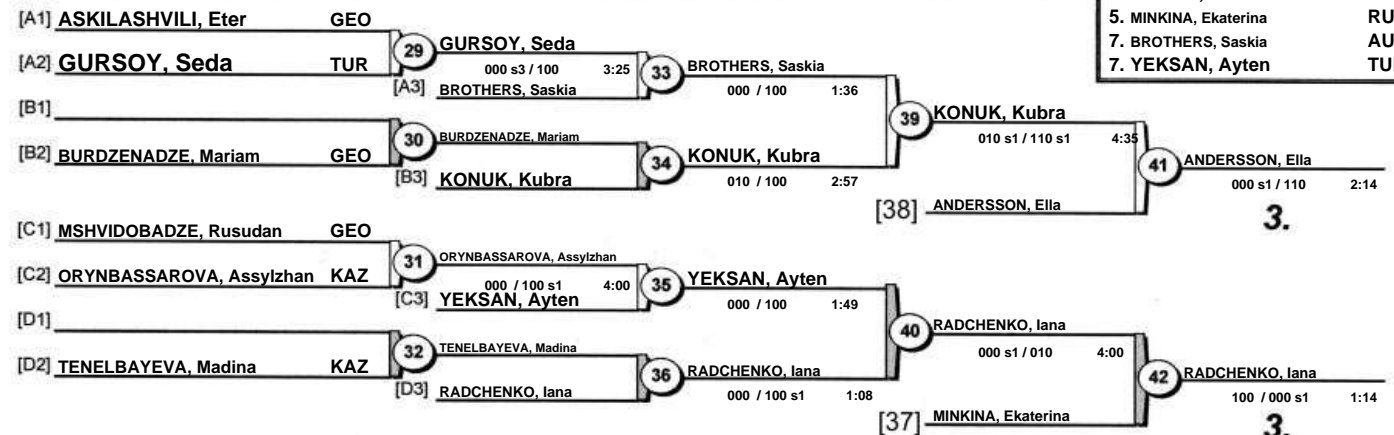 5. MINKINA, Ekaterina RU
7. BROTHERS, Saskia AU
7. YEKSAN, Ayten TU
[A1] ASKILASHVILI, Eter GEO
[A2] GURSOY, Seda TUR
29 GURSOY, Seda
000 s3 / 100 3:25
[A3] BROTHERS, Saskia
33 BROTHERS, Saskia
000 / 100 1:36
[B1]
[B2] BURDZENADZE, Mariam GEO
30 BURDZENADZE, Mariam
[B3] KONUK, Kubra
34 KONUK, Kubra
010 / 100 2:57
39 KONUK, Kubra
010 s1 / 110 s1 4:35
[38] ANDERSSON, Ella
41 ANDERSSON, Ella
000 s1 / 110 2:14
3.
[C1] MSHVIDOBADZE, Rusudan GEO
[C2] ORYNBASSAROVA, Assylzhan KAZ
31 ORYNBASSAROVA, Assylzhan
000 / 100 s1 4:00
[C3] YEKSAN, Ayten
35 YEKSAN, Ayten
000 / 100 1:49
[D1]
[D2] TENELBAYEVA, Madina KAZ
32 TENELBAYEVA, Madina
[D3] RADCHENKO, Iana
36 RADCHENKO, Iana
000 / 100 s1 1:08
40 RADCHENKO, Iana
000 s1 / 010 4:00
[37] MINKINA, Ekaterina
42 RADCHENKO, Iana
100 / 000 s1 1:14
3.